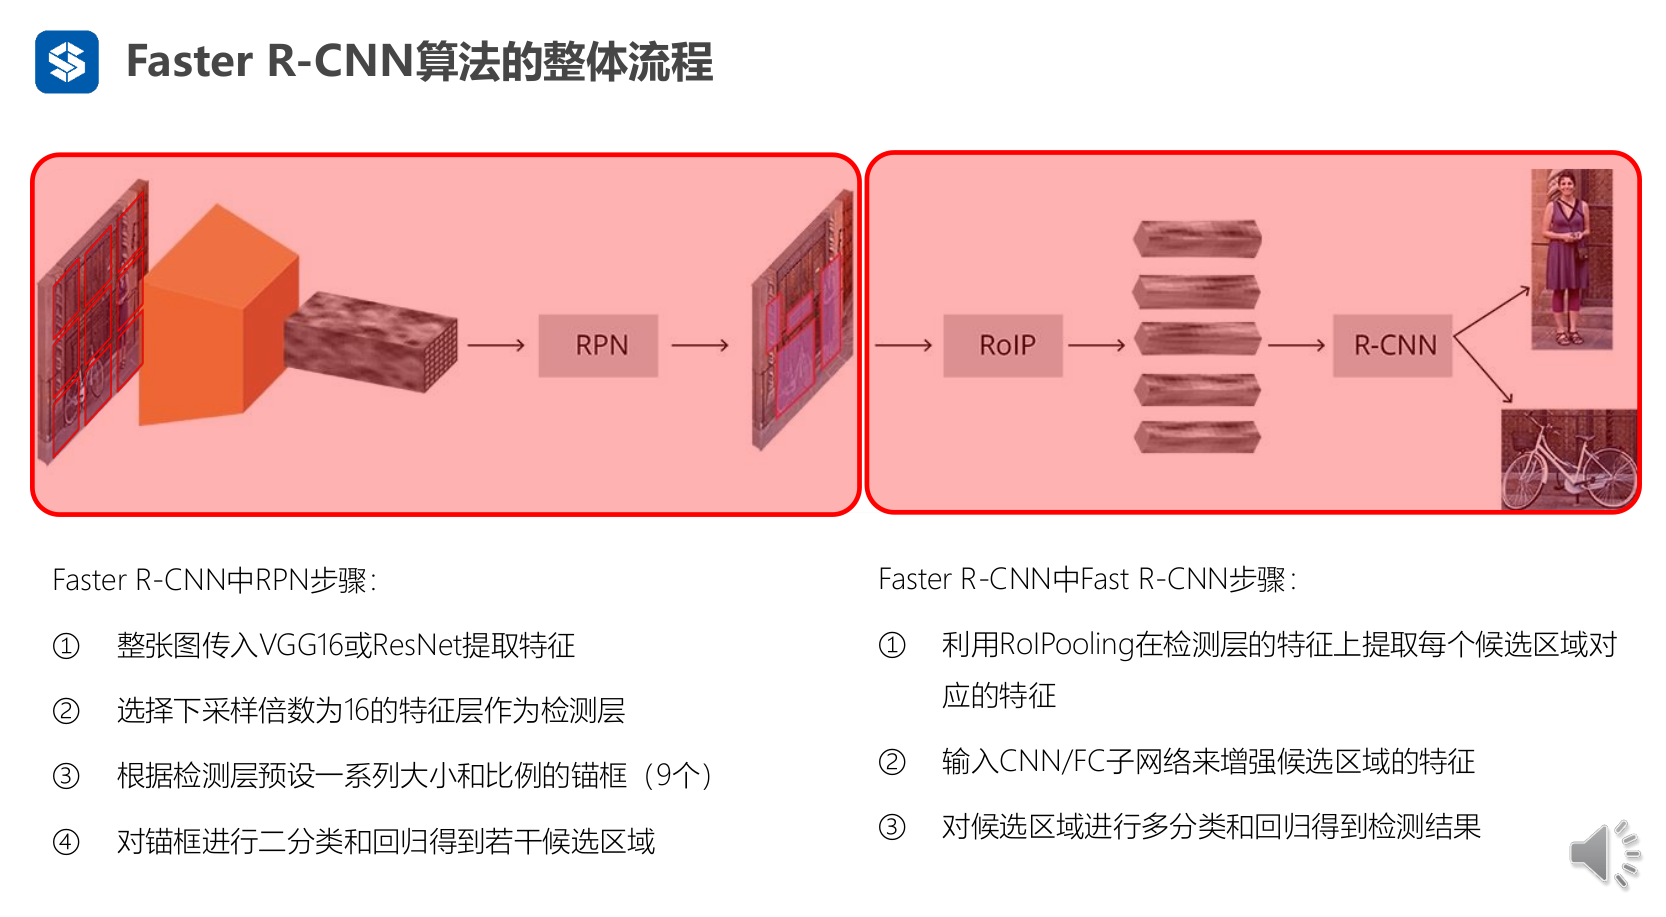 Faster R-CNN算法的整体流程
RPN
RoIP
R-CNN
Faster R-CNN中RPN步骤：
① 整张图传入VGG16或ResNet提取特征
② 选择下采样倍数为16的特征层作为检测层
③ 根据检测层预设一系列大小和比例的锚框（9个）
④ 对锚框进行二分类和回归得到若干候选区域
Faster R-CNN中Fast R-CNN步骤：
① 利用RoIPooling在检测层的特征上提取每个候选区域对
应的特征
② 输入CNN/FC子网络来增强候选区域的特征
③ 对候选区域进行多分类和回归得到检测结果